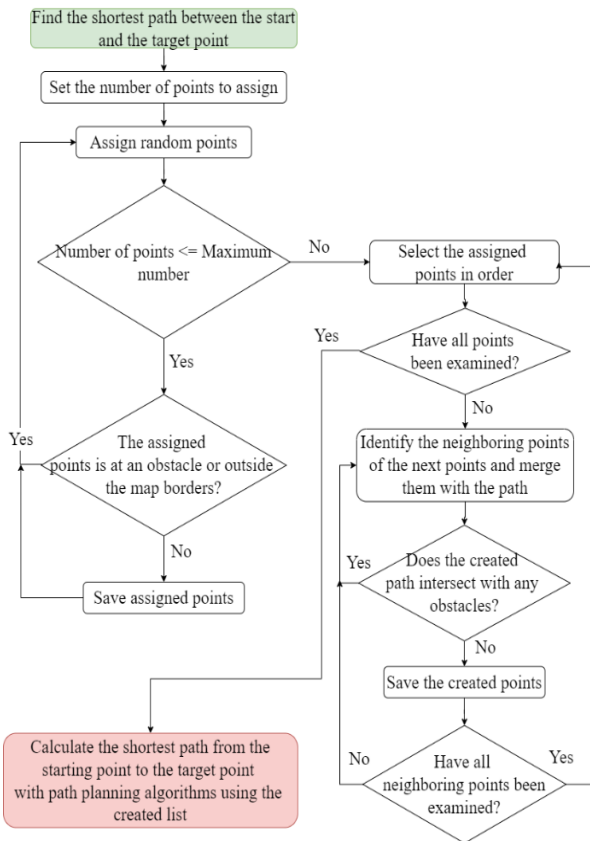 Find the shortest path between the start
and the target point
Set the number of points to assign
Assign random points
Number of points <= Maximum
number
No
Yes
Yes
The assigned
points is at an obstacle or outside
the map borders?
No
Save assigned points
Select the assigned
points in order
Yes
Have all points
been examined?
No
Identify the neighboring points
of the next points and merge
them with the path
Yes
Does the created
path intersect with any
obstacles?
No
Save the created points
No
Have all
neighboring points been
examined?
Yes
Calculate the shortest path from the
starting point to the target point
with path planning algorithms using the
created list